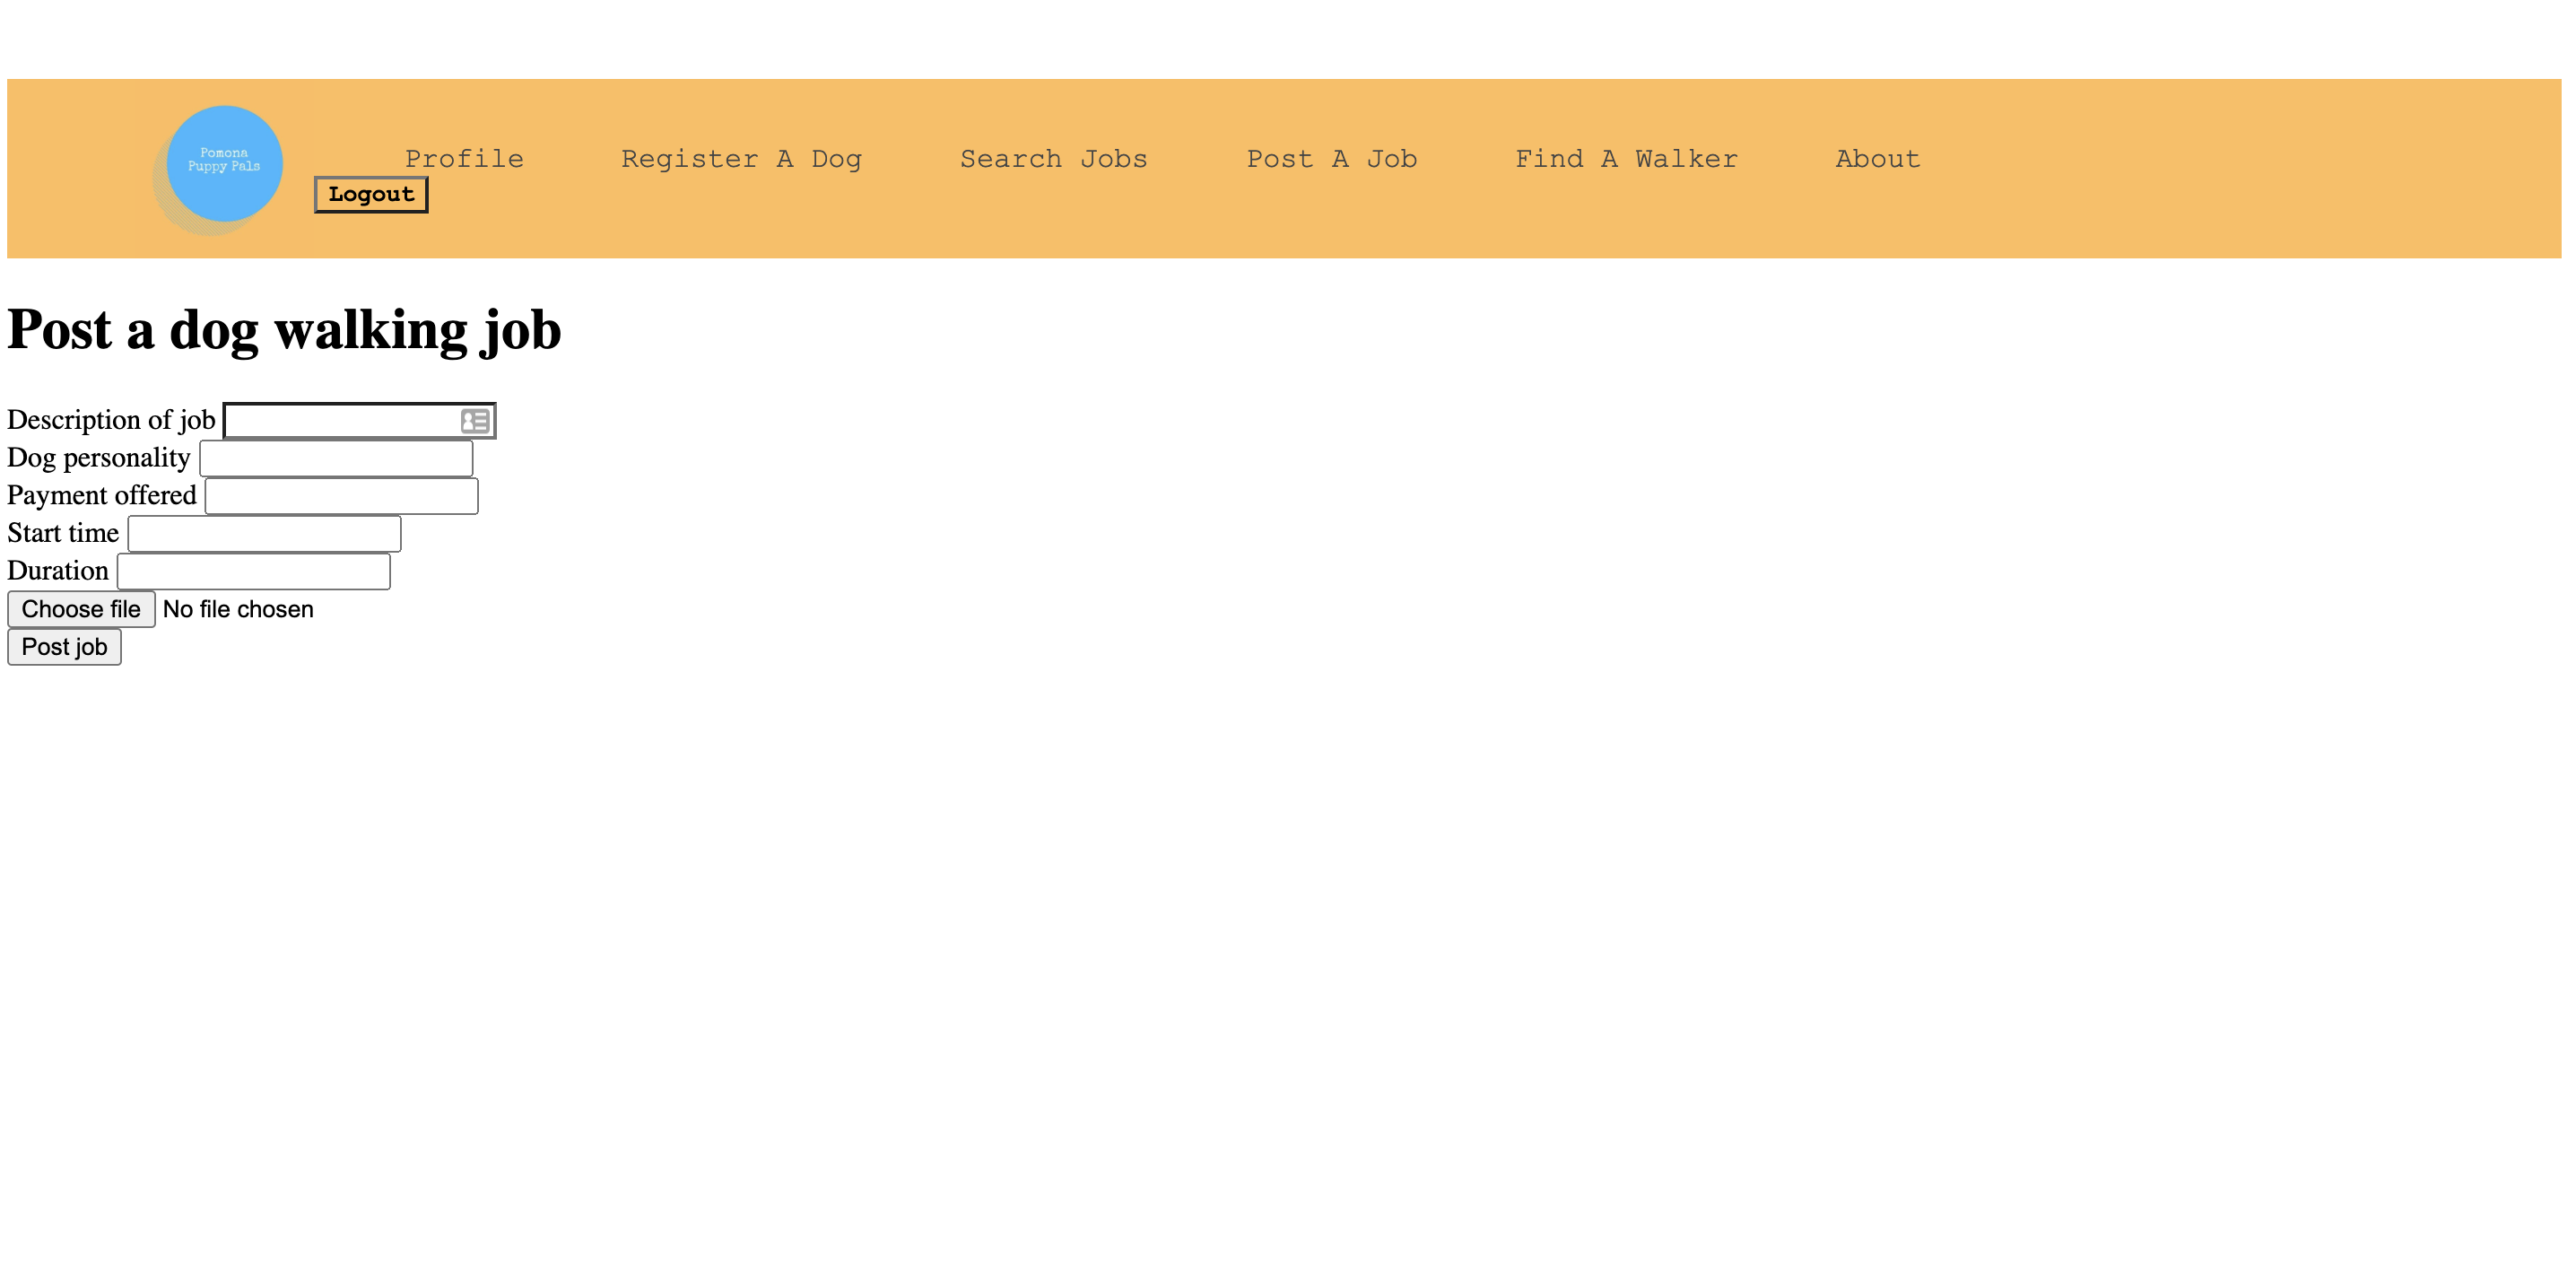 Pomona
Puppy Pals
Profile Register A Dog Search Jobs Post A Job Find A Walker About
Logout
Post a dog walking job
Description of job
Dog personality
Payment offered
Start time
Duration
Choose file No file chosen
Post job